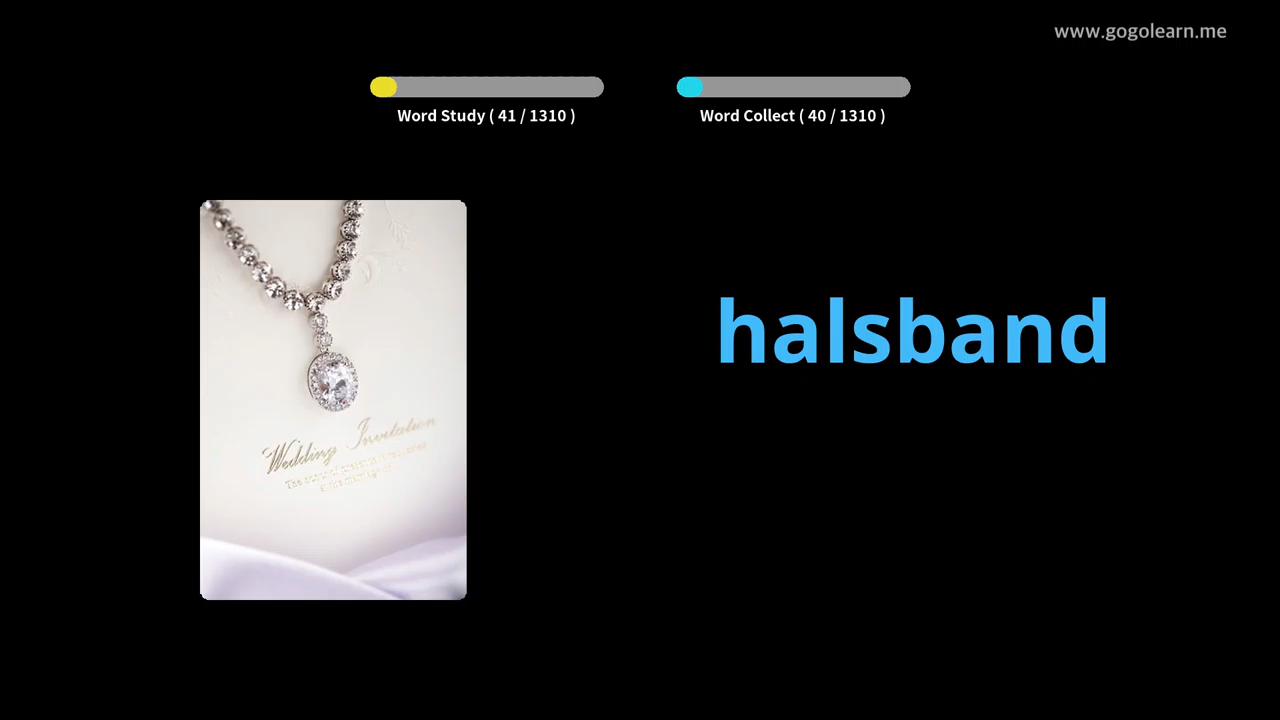 www.gogolearn.me
Word Study ( 41 / 1310 )
Word Collect ( 40 / 1310 )
halsband
Wedding Invitation